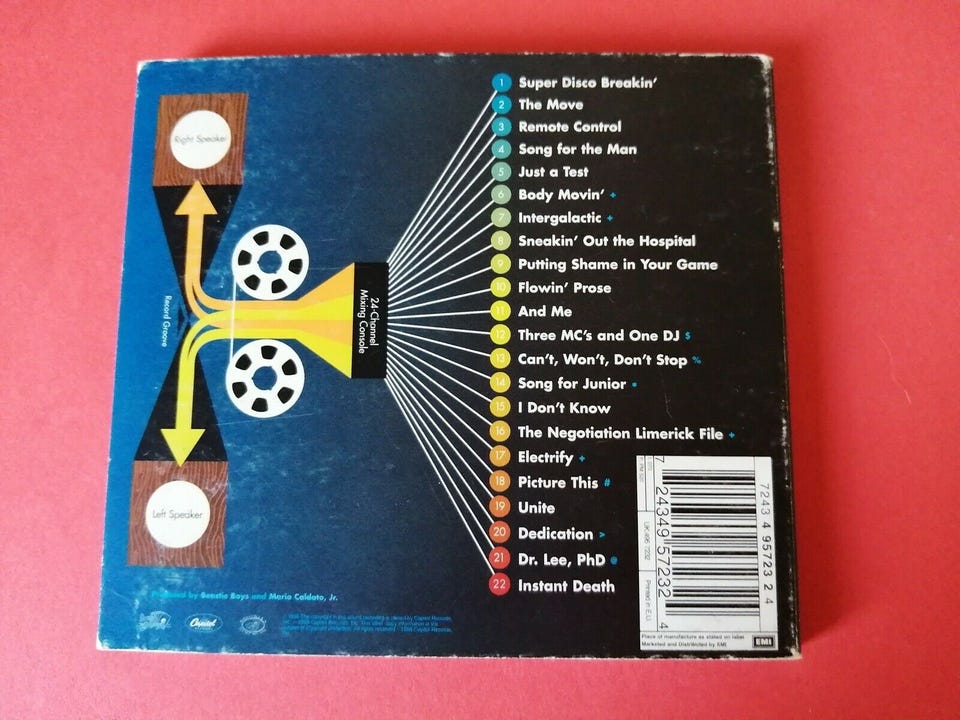 Right Speaker
Record Groove
24-Channel
Mixing Console
Left Speaker
1 Super Disco Breakin'
2 The Move
3 Remote Control
4 Song for the Man
5 Just a Test
6 Body Movin' +
7 Intergalactic +
8 Sneakin' Out the Hospital
9 Putting Shame in Your Game
10 Flowin' Prose
11 And Me
12 Three MC's and One DJ $
13 Can't, Won't, Don't Stop %
14 Song for Junior
15 I Don't Know
16 The Negotiation Limerick File +
17 Electrify +
18 Picture This #
19 Unite
20 Dedication >
21 Dr. Lee, PhD @
22 Instant Death
Produced by Beastie Boys and Mario Caldato, Jr.
Capitol
7243 4 95723 2 4
7 24349 57232 4
Printed in E.U.
Place of manufacture as stated on label
Marketed and Distributed by EMI
EMI